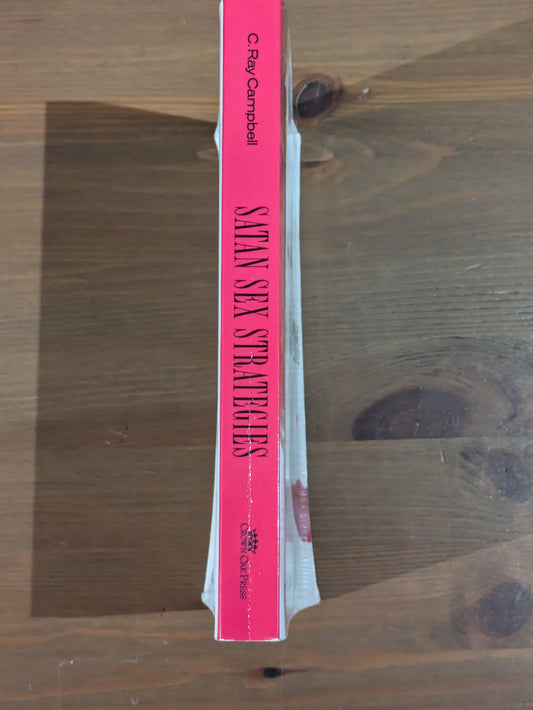 C. Ray Campbell
SATAN SEX STRATEGIES
CROWN OAK PRESS